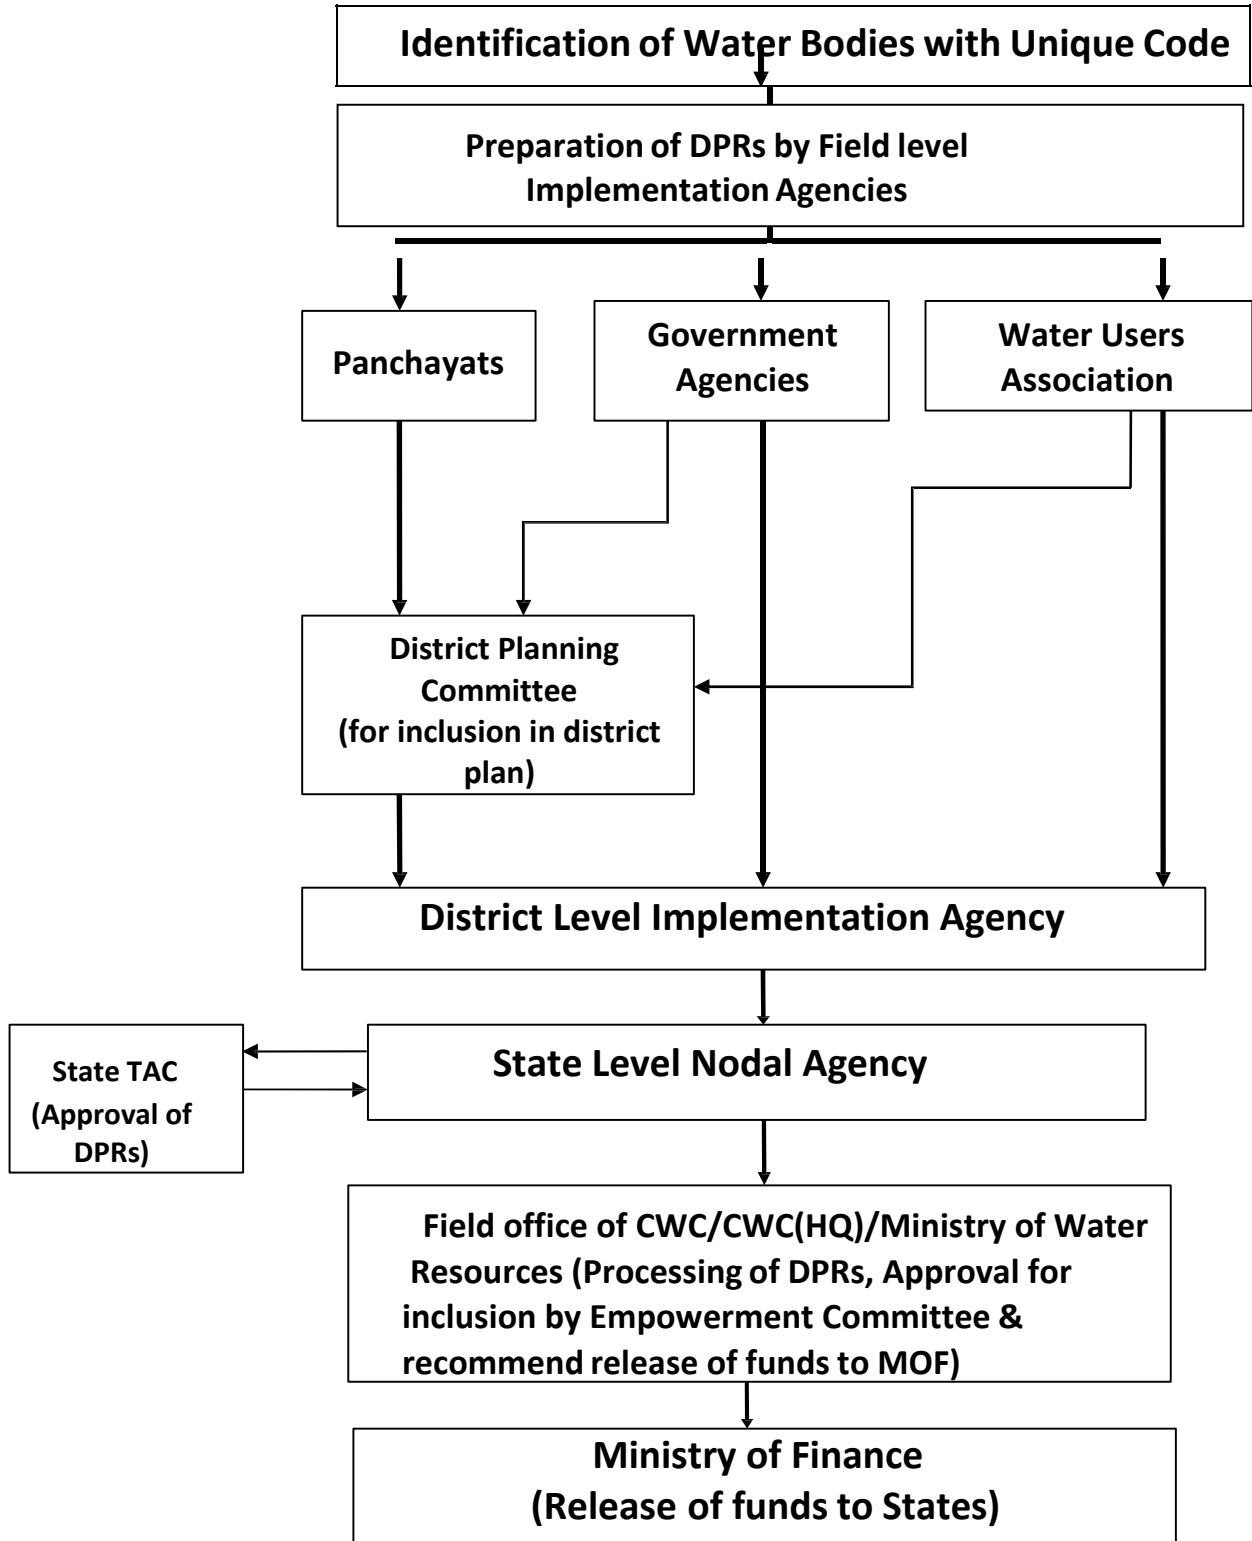 Identification of Water Bodies with Unique Code
Preparation of DPRs by Field level
Implementation Agencies
Panchayats
Government
Agencies
Water Users
Association
District Planning
Committee
(for inclusion in district
plan)
District Level Implementation Agency
State TAC
(Approval of
DPRs)
State Level Nodal Agency
Field office of CWC/CWC(HQ)/Ministry of Water
Resources (Processing of DPRs, Approval for
inclusion by Empowerment Committee &
recommend release of funds to MOF)
Ministry of Finance
(Release of funds to States)